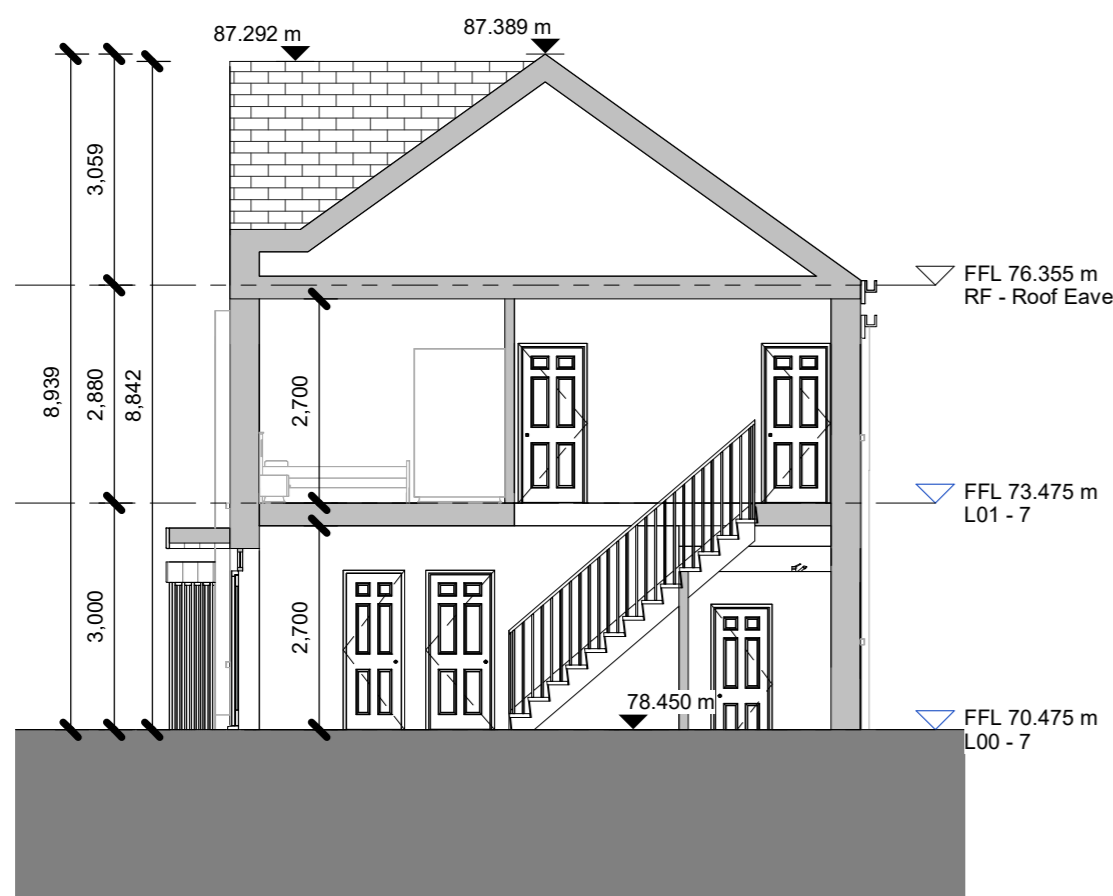 87.292 m
87.389 m
3,059
FFL 76.355 m
RF - Roof Eave
8,939
2,880
8,842
2,700
FFL 73.475 m
L01 - 7
3,000
2,700
78.450 m
FFL 70.475 m
L00 - 7